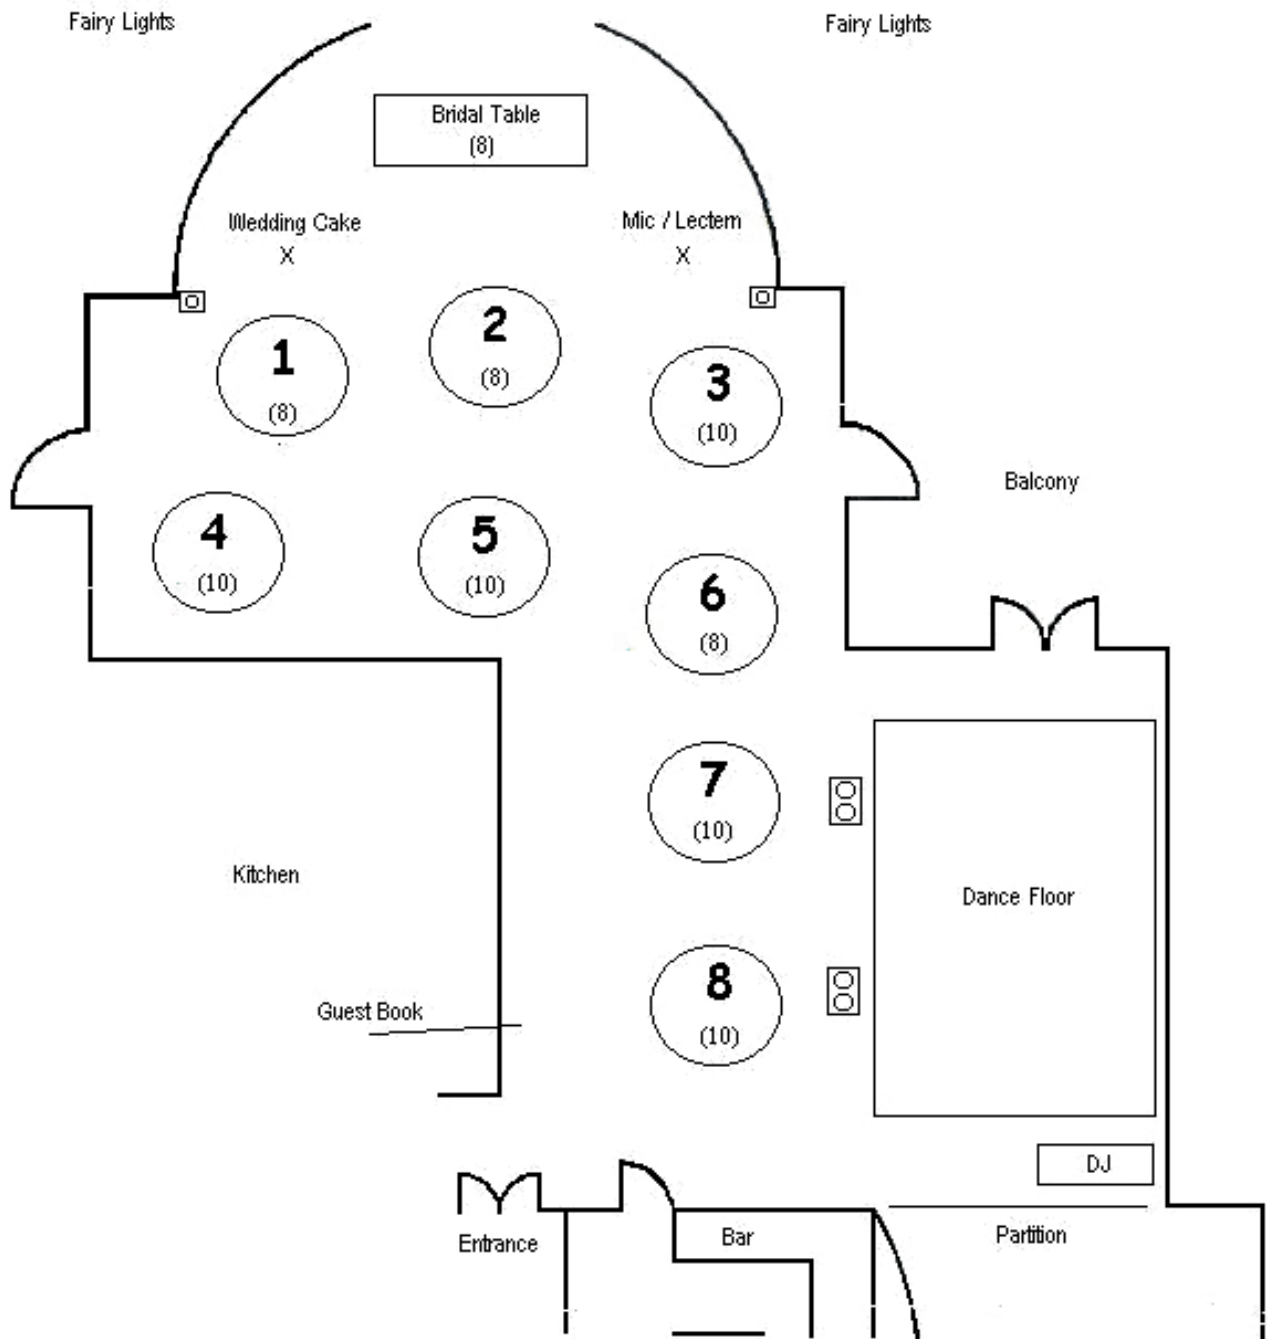 Fairy Lights
Fairy Lights
Bridal Table
(8)
Wedding Cake
X
Mic / Lectern
X
1
(8)
2
(8)
3
(10)
4
(10)
5
(10)
6
(8)
Balcony
7
(10)
Kitchen
Dance Floor
8
(10)
Guest Book
DJ
Entrance
Bar
Partition